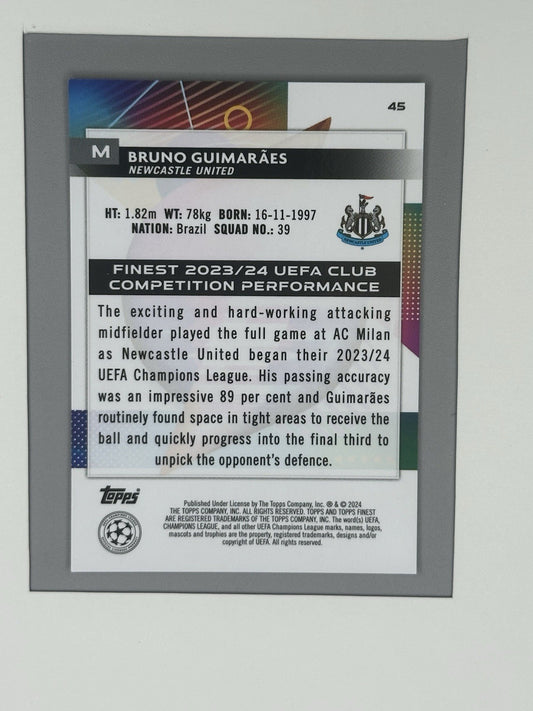 45
M
BRUNO GUIMARÃES
NEWCASTLE UNITED
HT: 1.82m WT: 78kg BORN: 16-11-1997
NATION: Brazil SQUAD NO.: 39
NEWCASTLE UNITED
FINEST 2023/24 UEFA CLUB
COMPETITION PERFORMANCE
The exciting and hard-working attacking
midfielder played the full game at AC Milan
as Newcastle United began their 2023/24
UEFA Champions League. His passing accuracy
was an impressive 89 per cent and Guimarães
routinely found space in tight areas to receive the
ball and quickly progress into the final third to
unpick the opponent's defence.
Topps
Published Under License by The Topps Company, Inc. ® & © 2024
THE TOPPS COMPANY, INC. ALL RIGHTS RESERVED. TOPPS AND TOPPS FINEST
ARE REGISTERED TRADEMARKS OF THE TOPPS COMPANY, INC. The word(s) UEFA,
CHAMPIONS LEAGUE, and all other UEFA Champions League marks, names, logos,
mascots and trophies are the property, registered trademarks, designs and/or
copyright of UEFA. All rights reserved.